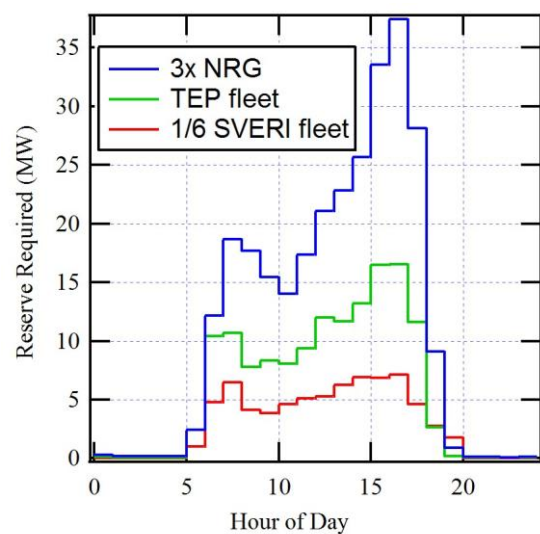 35
30
25
20
15
10
5
0
Reserve Required (MW)
3x NRG
TEP fleet
1/6 SVERI fleet
0 5 10 15 20
Hour of Day